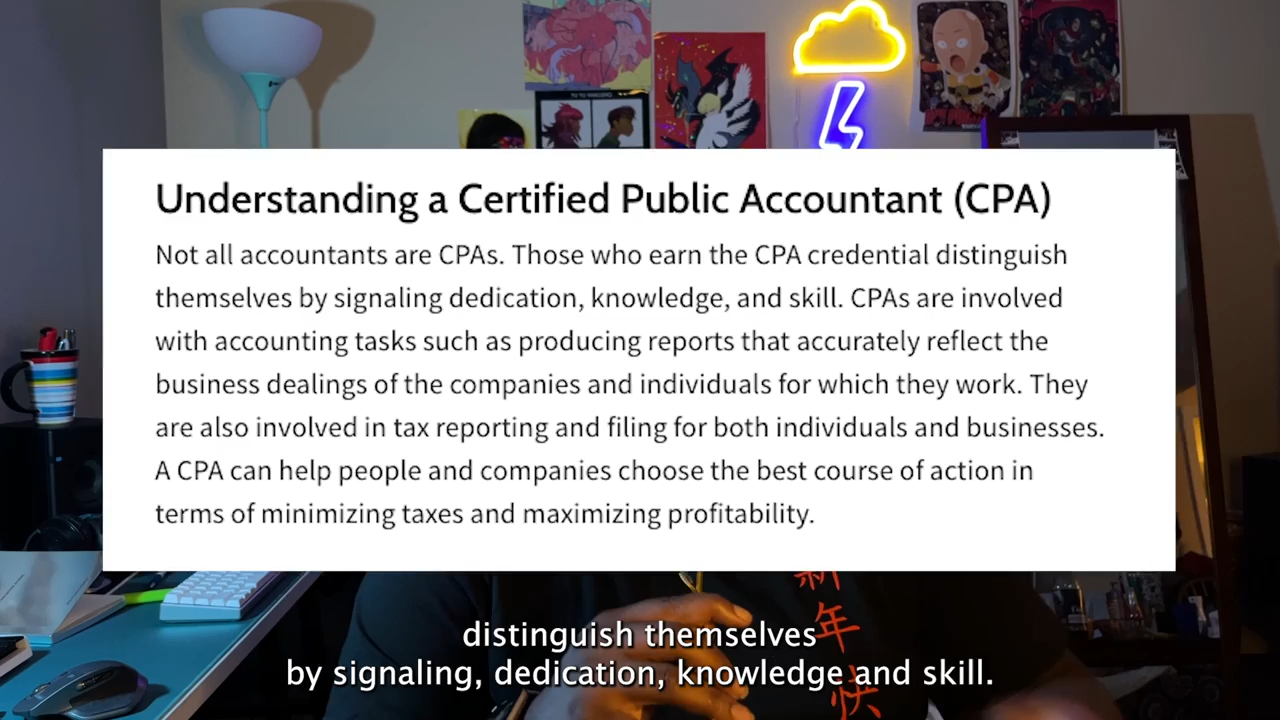 Understanding a Certified Public Accountant (CPA)
Not all accountants are CPAs. Those who earn the CPA credential distinguish
themselves by signaling dedication, knowledge, and skill. CPAs are involved
with accounting tasks such as producing reports that accurately reflect the
business dealings of the companies and individuals for which they work. They
are also involved in tax reporting and filing for both individuals and businesses.
A CPA can help people and companies choose the best course of action in
terms of minimizing taxes and maximizing profitability.
新
年
快
distinguish themselves
by signaling, dedication, knowledge and skill.